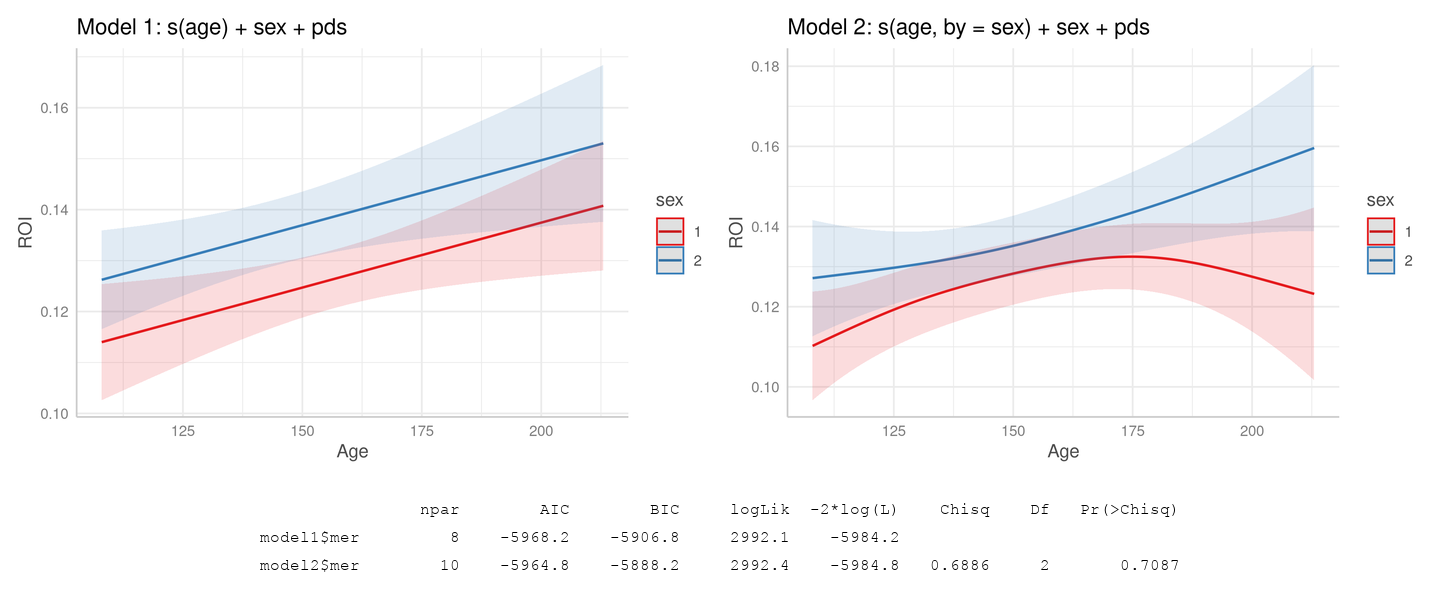 Model 1: s(age) + sex + pds
0.16
0.14
0.12
0.10
ROI
125 150 175 200
Age
sex
1
2
Model 2: s(age, by = sex) + sex + pds
0.18
0.16
0.14
0.12
0.10
ROI
125 150 175 200
Age
sex
1
2
npar AIC BIC logLik -2*log(L) Chisq Df Pr(>Chisq)
model1$mer 8 -5968.2 -5906.8 2992.1 -5984.2
model2$mer 10 -5964.8 -5888.2 2992.4 -5984.8 0.6886 2 0.7087